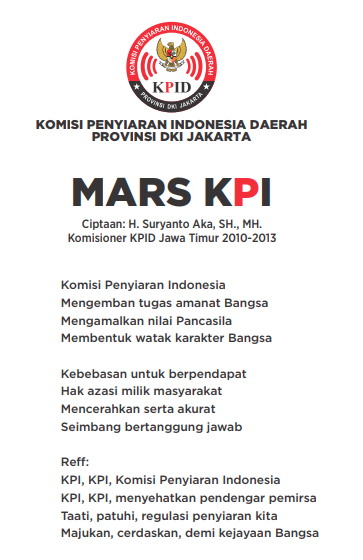 KOMISI PENYIARAN INDONESIA DAERAH
KPID
PROVINSI DKI JAKARTA
KOMISI PENYIARAN INDONESIA DAERAH
PROVINSI DKI JAKARTA
MARS KPI
Ciptaan: H. Suryanto Aka, SH., MH.
Komisioner KPID Jawa Timur 2010-2013
Komisi Penyiaran Indonesia
Mengemban tugas amanat Bangsa
Mengamalkan nilai Pancasila
Membentuk watak karakter Bangsa
Kebebasan untuk berpendapat
Hak azasi milik masyarakat
Mencerahkan serta akurat
Seimbang bertanggung jawab
Reff:
KPI, KPI, Komisi Penyiaran Indonesia
KPI, KPI, menyehatkan pendengar pemirsa
Taati, patuhi, regulasi penyiaran kita
Majukan, cerdaskan, demi kejayaan Bangsa